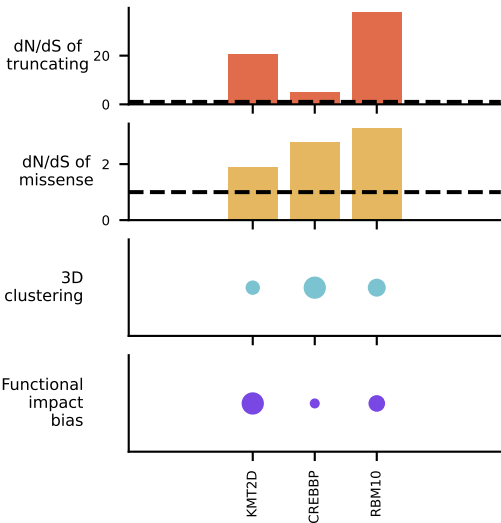 dN/dS of
truncating
20
0
dN/dS of
missense
2
0
3D
clustering
Functional
impact
bias
KMT2D
CREBBP
RBM10